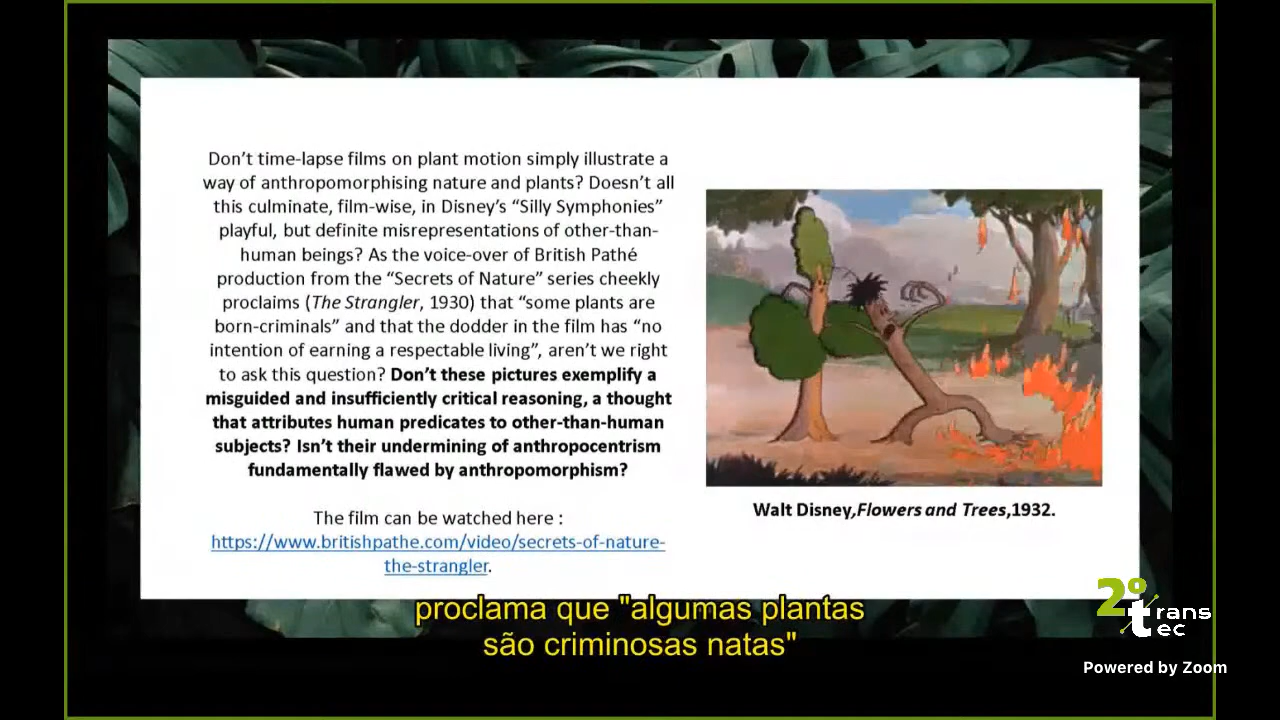 Don't time-lapse films on plant motion simply illustrate a
way of anthropomorphising nature and plants? Doesn't all
this culminate, film-wise, in Disney's "Silly Symphonies"
playful, but definite misrepresentations of other-than-
human beings? As the voice-over of British Pathé
production from the "Secrets of Nature" series cheekly
proclaims (The Strangler, 1930) that "some plants are
born-criminals" and that the dodder in the film has "no
intention of earning a respectable living", aren't we right
to ask this question? Don't these pictures exemplify a
misguided and insufficiently critical reasoning, a thought
that attributes human predicates to other-than-human
subjects? Isn't their undermining of anthropocentrism
fundamentally flawed by anthropomorphism?
The film can be watched here :
https://www.britishpathe.com/video/secrets-of-nature-
the-strangler.
Walt Disney,Flowers and Trees,1932.
proclama que "algumas plantas
são criminosas natas"
2º
trans
tec
Powered by Zoom